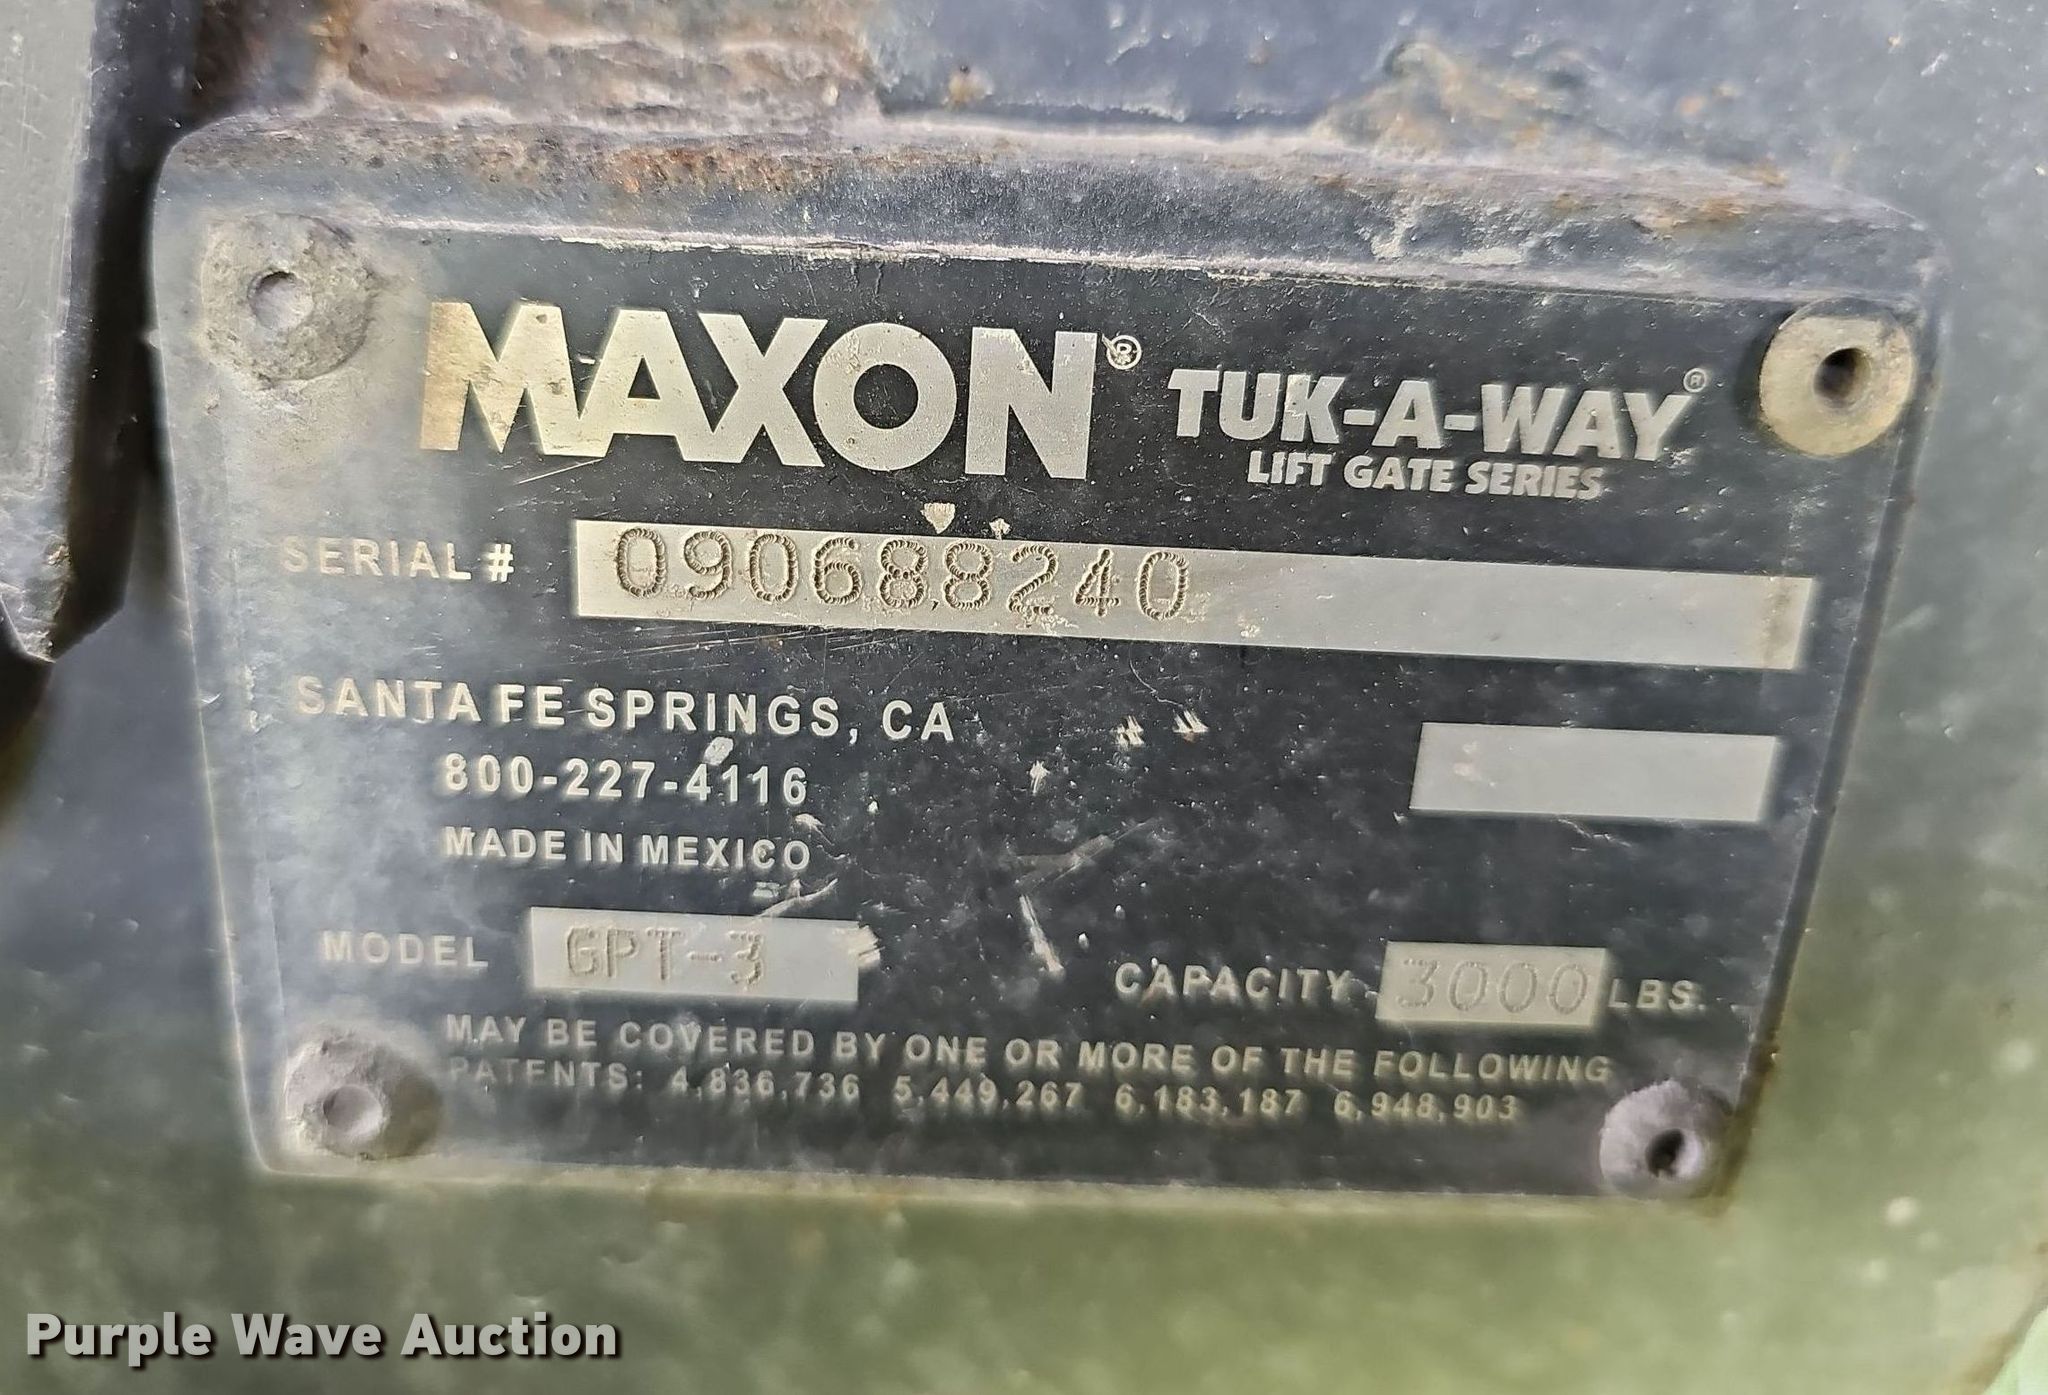 MAXON® TUK-A-WAY®
LIFT GATE SERIES
SERIAL # 090688240
SANTA FE SPRINGS, CA
800-227-4116
MADE IN MEXICO
MODEL GPT-3 CAPACITY 3000 LBS.
MAY BE COVERED BY ONE OR MORE OF THE FOLLOWING
PATENTS: 4,836,736 5,449,267 6,183,187 6,948,903
Purple Wave Auction